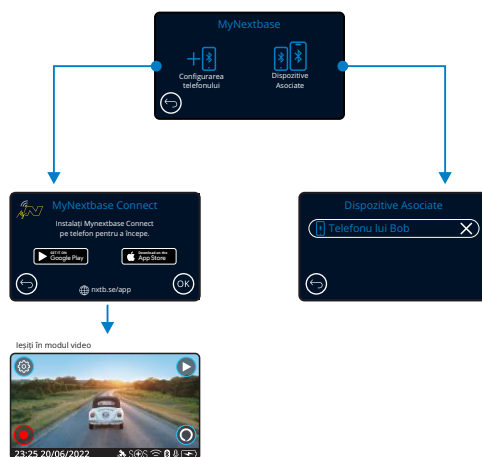 MyNextbase
Configurarea
telefonului
Dispozitive
Asociate
MyNextbase Connect
Instalați Mynextbase Connect
pe telefon pentru a începe.
GET IT ON
Google Play
Download on the
App Store
nxtb.se/app
OK
Dispozitive Asociate
Telefonu lui Bob
Ieșiți în modul video
23:25 20/06/2022
SOS